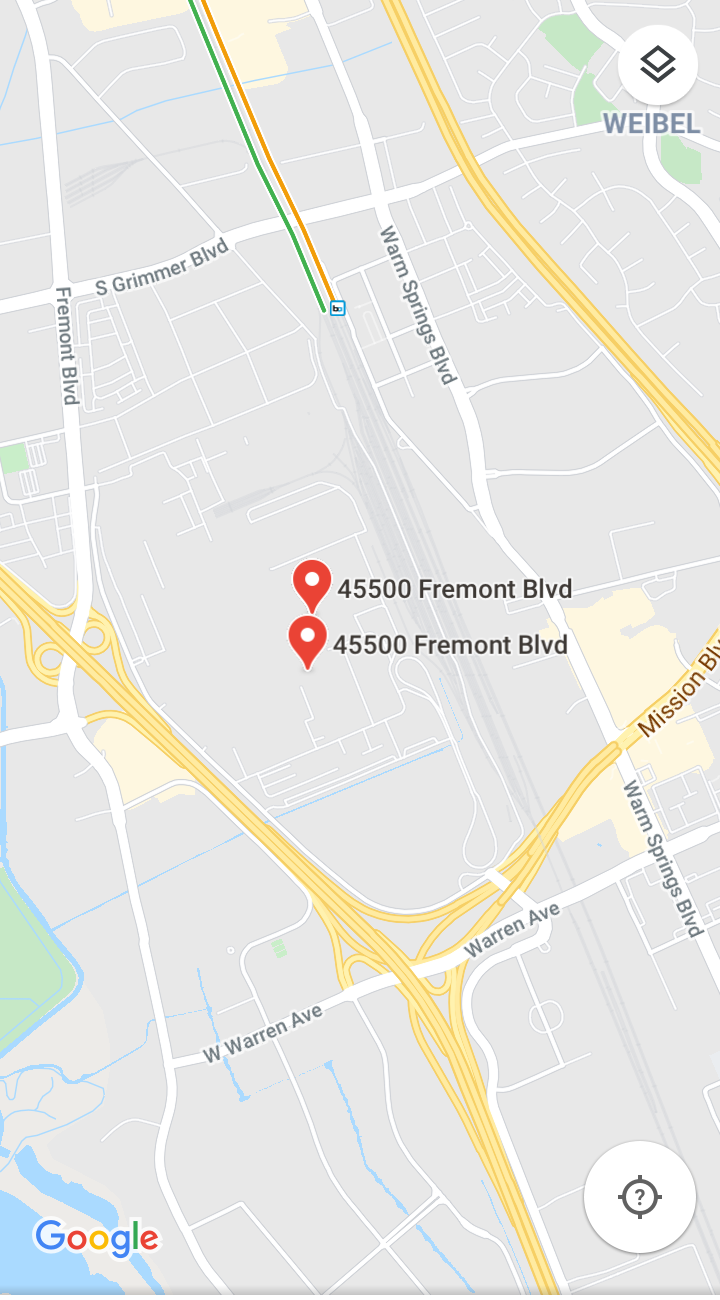 WEIBEL
S Grimmer Blvd
Warm Springs Blvd
Fremont Blvd
45500 Fremont Blvd
45500 Fremont Blvd
Mission Blv
Warm Springs Blvd
Warren Ave
W Warren Ave
?
Google